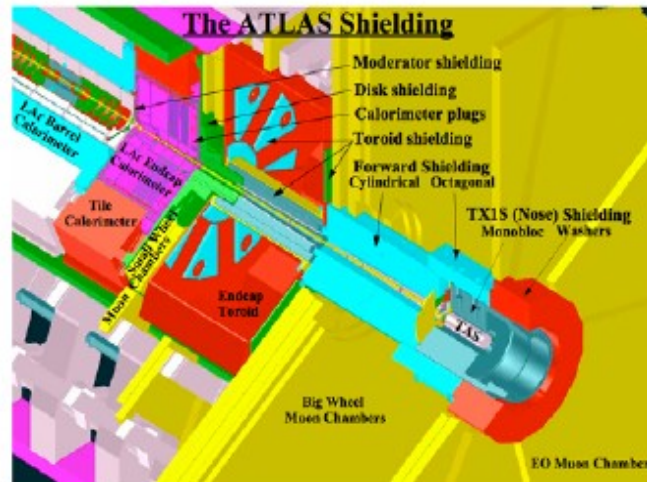 The ATLAS Shielding
Moderator shielding
Disk shielding
Calorimeter plugs
Toroid shielding
Forward Shielding
Cylindrical Octagonal
TX1S (Nose) Shielding
Monobloc Washers
LAr Barrel
Calorimeter
LAr Endcap
Calorimeter
Tile
Calorimeter
Small Wheel
Muon Chambers
Endcap
Toroid
TAS
Big Wheel
Muon Chambers
EO Muon Chamber